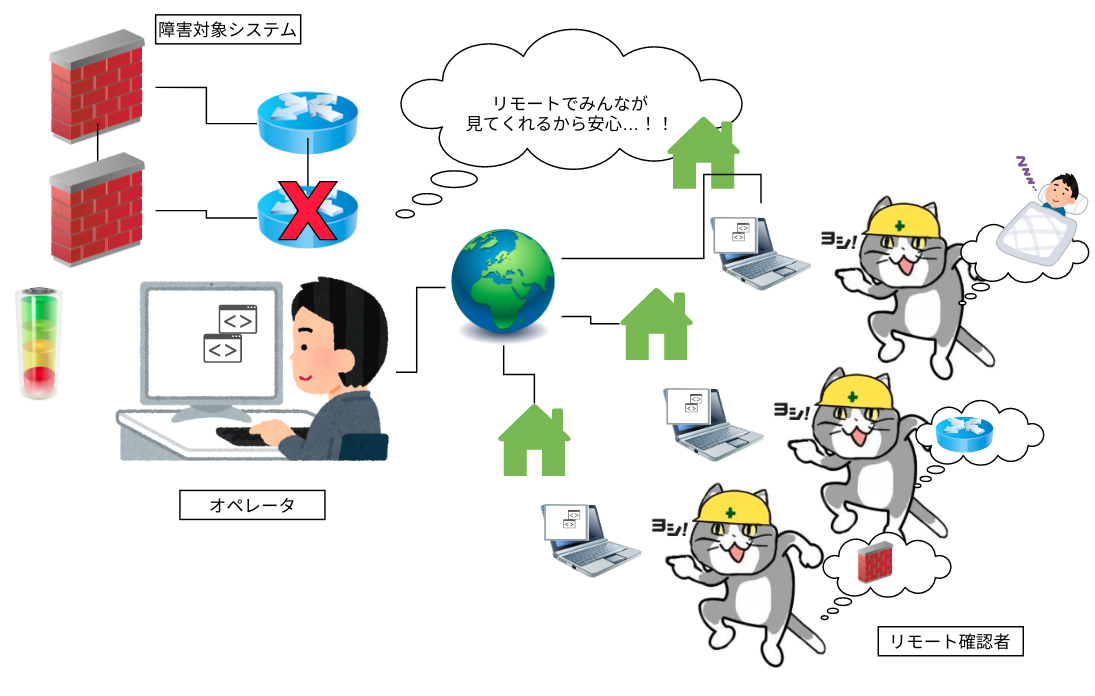 障害対象システム
リモートでみんなが
見てくれるから安心…！！
Nnn..
ヨシ!
<>
<>
<>
<>
ヨシ!
<>
<>
ヨシ!
<>
<>
オペレータ
リモート確認者